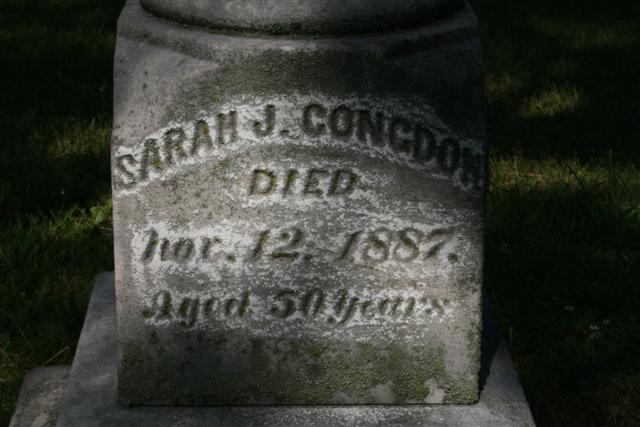 SARAH J. CONGDON
DIED
Nov. 12, 1887.
Aged 50 Years